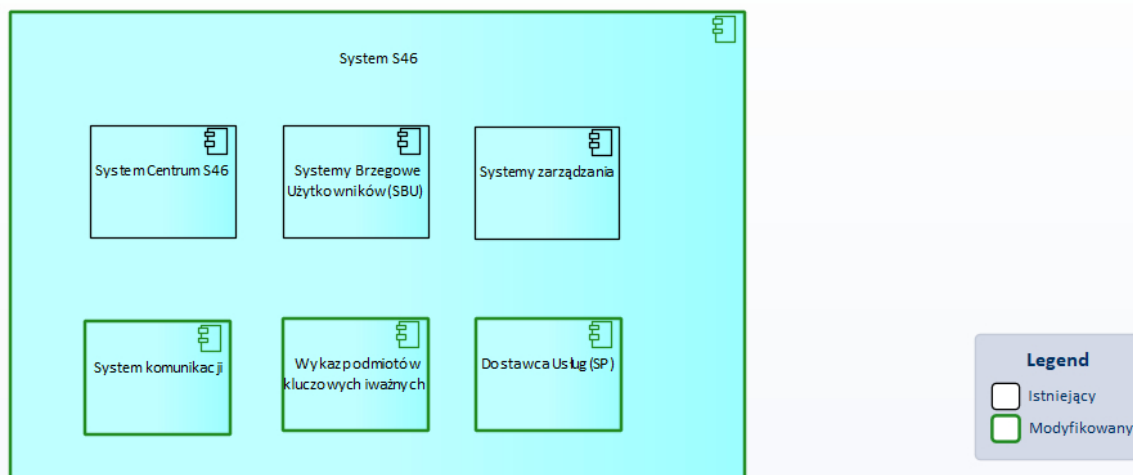 System S46
System Centrum S46
Systemy Brzegowe
Użytkowników (SBU)
Systemy zarządzania
System komunikacji
Wykaz podmiotów
kluczowych i ważnych
Dostawca Usług (SP)
Legend
Istniejący
Modyfikowany